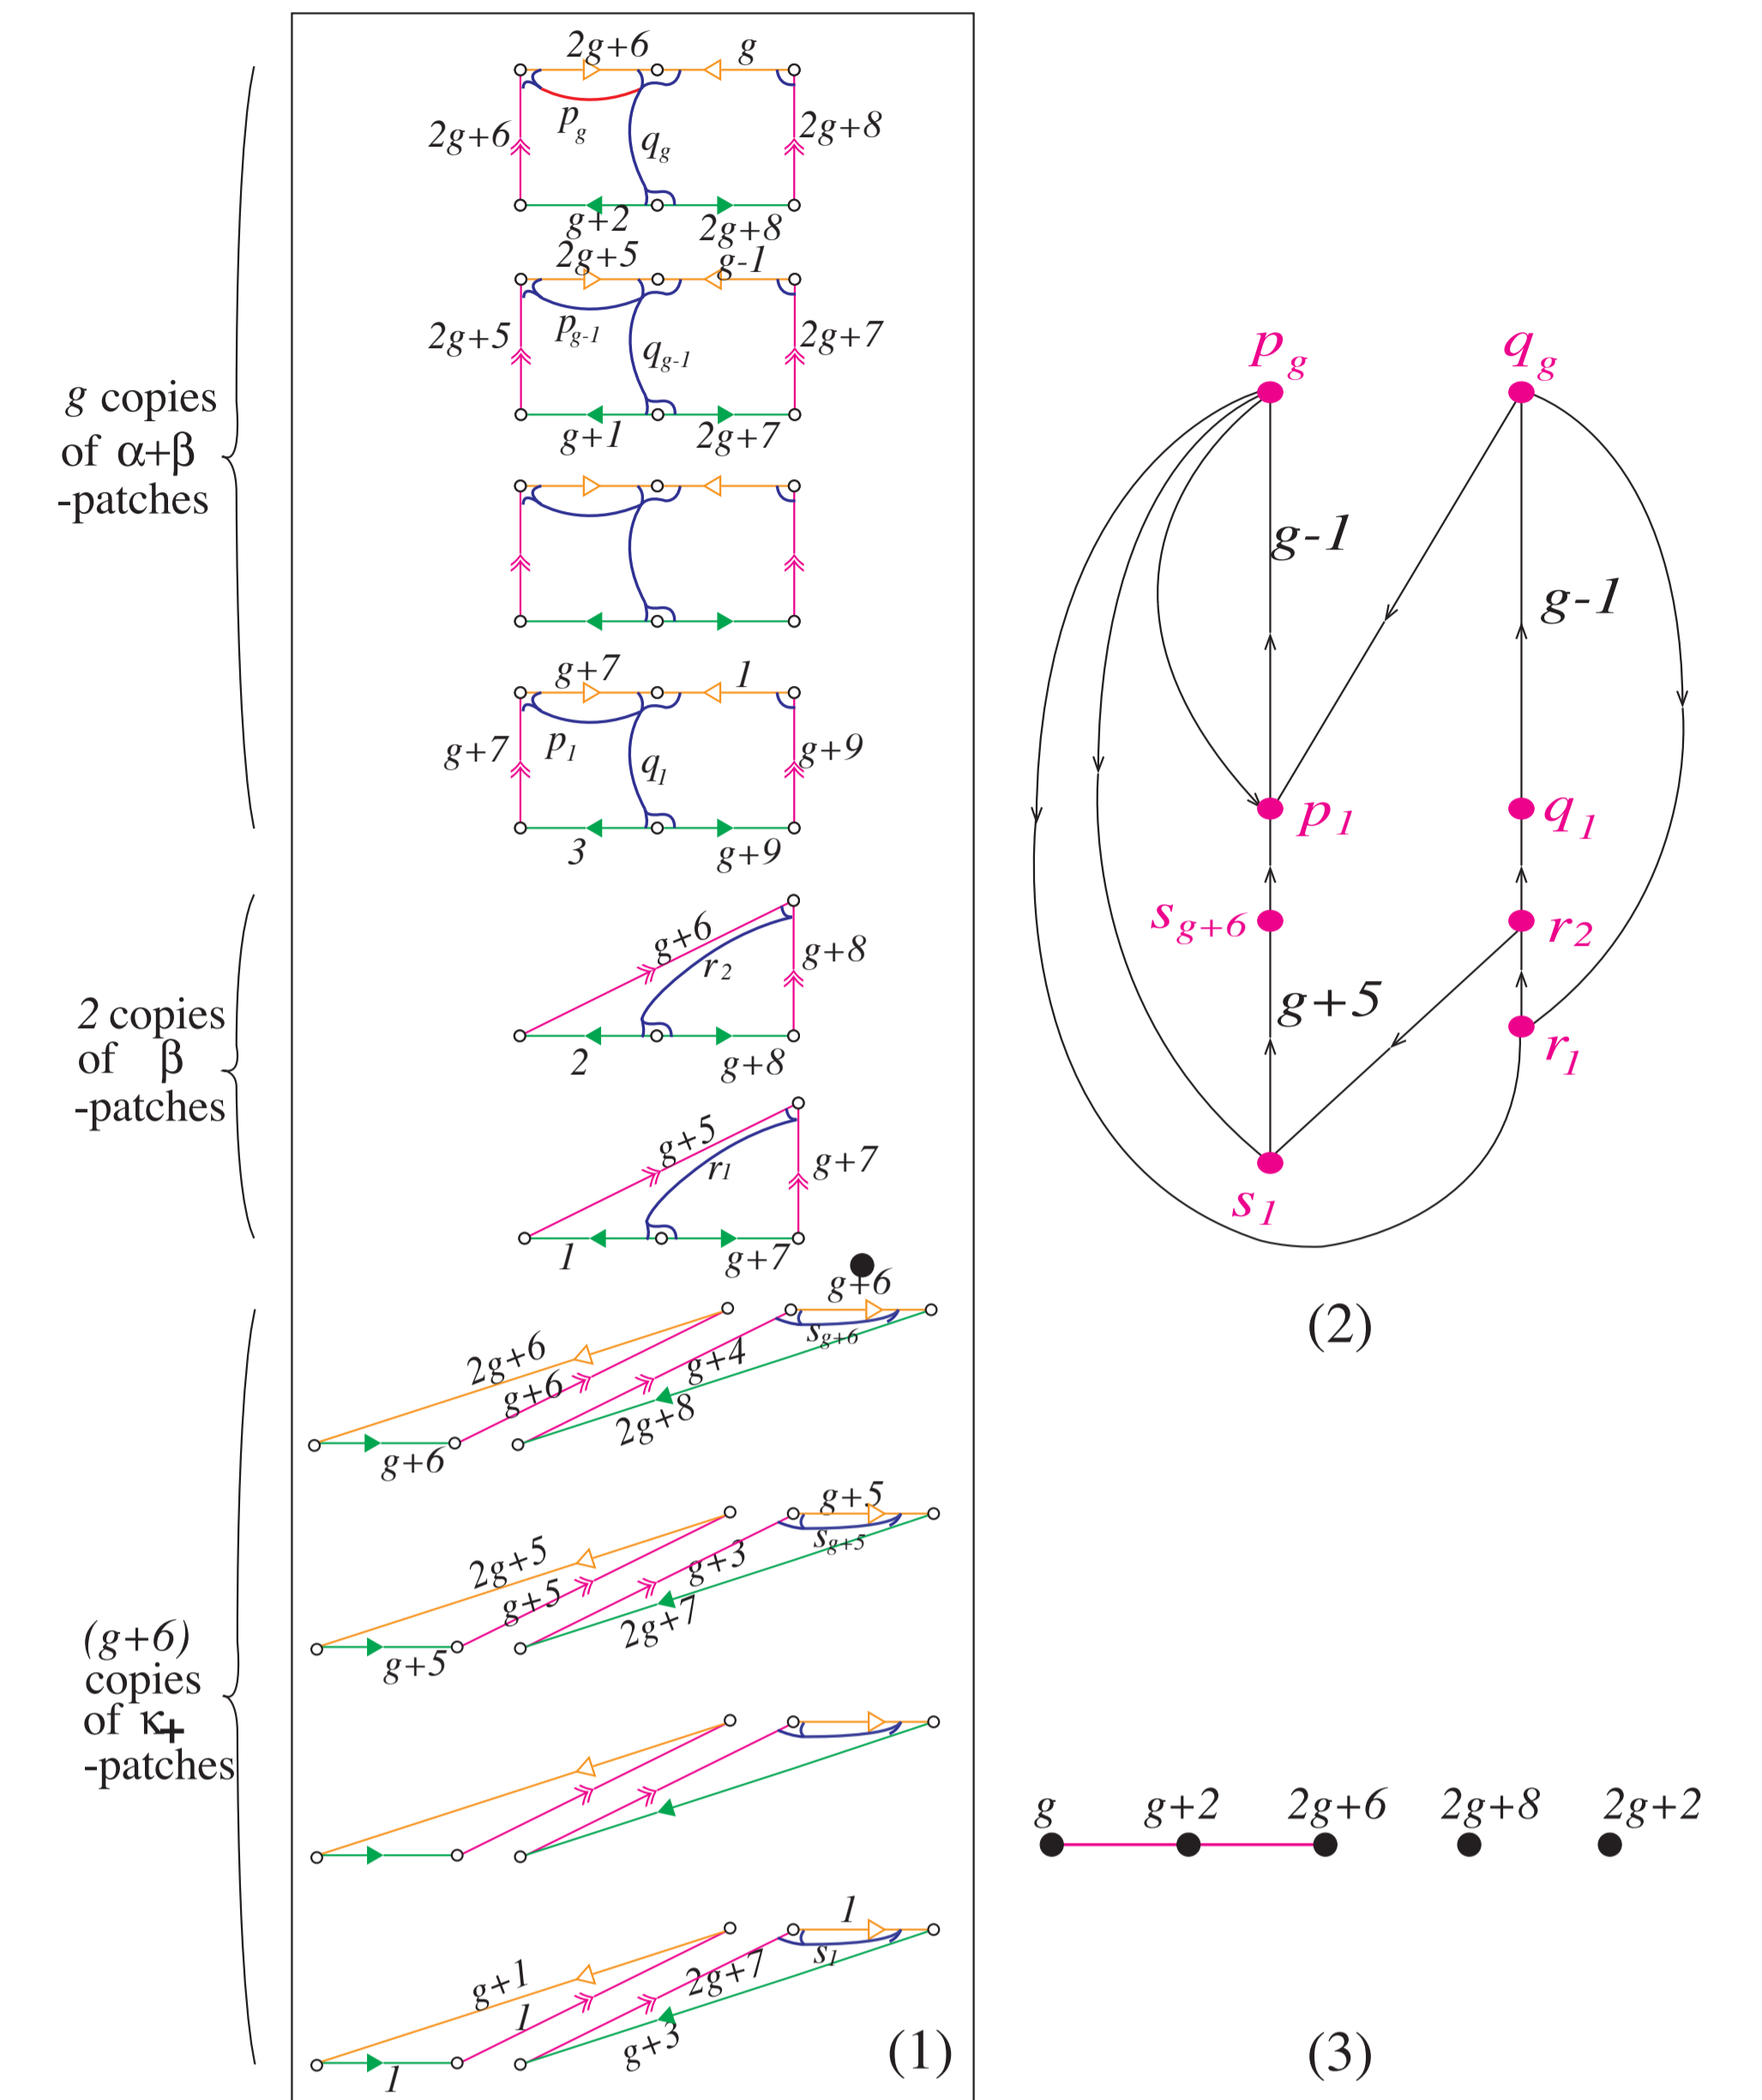 2g+6 g
2g+6 p_g q_g 2g+8
g+2 2g+8
2g+5 g-1
2g+5 p_{g-1} q_{g-1} 2g+7
g+1 2g+7
g copies
of α+β
-patches
g+7 1
g+7 p_1 q_1 g+9
3 g+9
g+6 r_2 g+8
2 g+8
2 copies
of β
-patches
g+5 r_1 g+7
1 g+7
g+6
2g+6 g+6 g+4 s_{g+6}
g+6 2g+8
g+5
2g+5 g+5 g+3 s_{g+5}
g+5 2g+7
(g+6)
copies
of κ+
-patches
1
g+1 1 2g+7 s_1
1 g+3
(1)
p_g q_g
g-1 g-1
p_1 q_1
s_{g+6} r_2
g+5 r_1
s_1
(2)
g g+2 2g+6 2g+8 2g+2
(3)